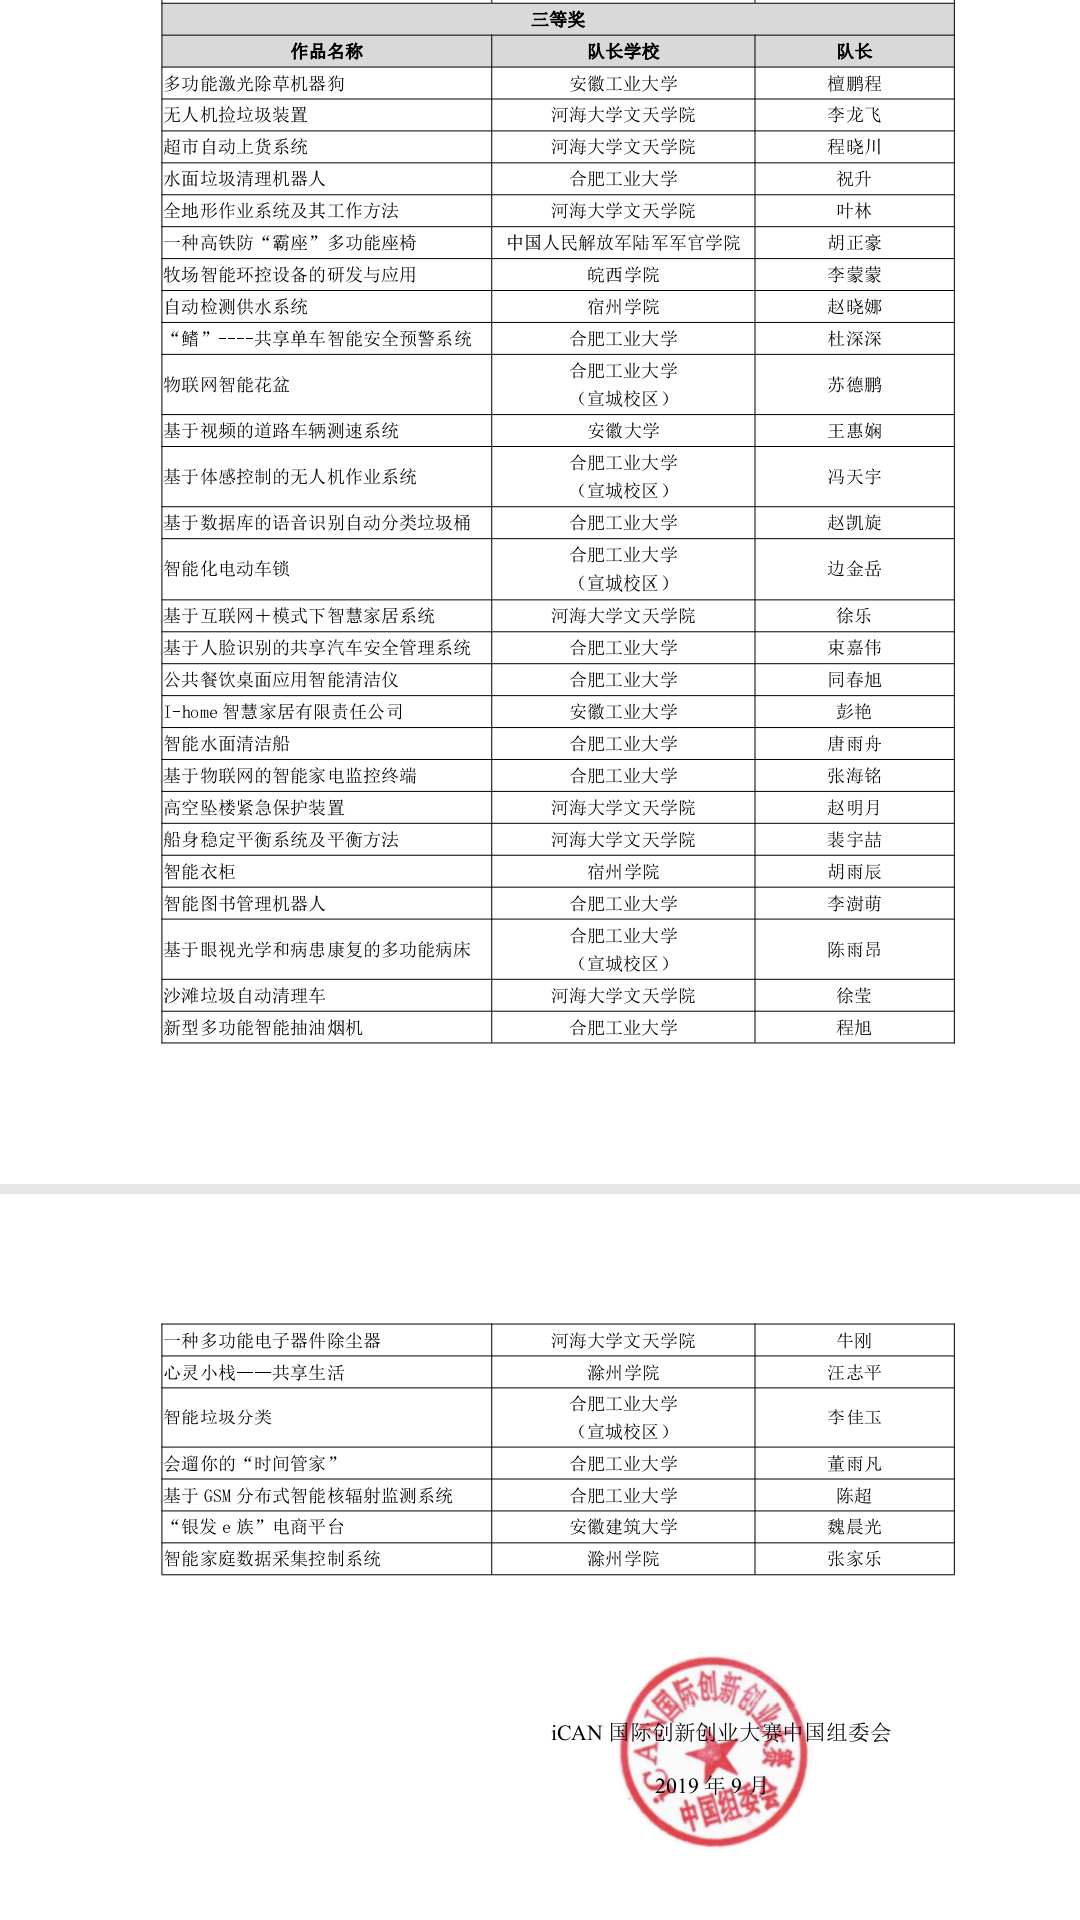 三等奖
作品名称 队长学校 队长
多功能激光除草机器狗 安徽工业大学 檀鹏程
无人机捡垃圾装置 河海大学文天学院 李龙飞
超市自动上货系统 河海大学文天学院 程晓川
水面垃圾清理机器人 合肥工业大学 祝升
全地形作业系统及其工作方法 河海大学文天学院 叶林
一种高铁防“霸座”多功能座椅 中国人民解放军陆军军官学院 胡正豪
牧场智能环控设备的研发与应用 皖西学院 李蒙蒙
自动检测供水系统 宿州学院 赵晓娜
“鳍”----共享单车智能安全预警系统 合肥工业大学 杜深深
物联网智能花盆 合肥工业大学
（宣城校区） 苏德鹏
基于视频的道路车辆测速系统 安徽大学 王惠娴
基于体感控制的无人机作业系统 合肥工业大学
（宣城校区） 冯天宇
基于数据库的语音识别自动分类垃圾桶 合肥工业大学 赵凯旋
智能化电动车锁 合肥工业大学
（宣城校区） 边金岳
基于互联网＋模式下智慧家居系统 河海大学文天学院 徐乐
基于人脸识别的共享汽车安全管理系统 合肥工业大学 束嘉伟
公共餐饮桌面应用智能清洁仪 合肥工业大学 同春旭
I-home 智慧家居有限责任公司 安徽工业大学 彭艳
智能水面清洁船 合肥工业大学 唐雨舟
基于物联网的智能家电监控终端 合肥工业大学 张海铭
高空坠楼紧急保护装置 河海大学文天学院 赵明月
船身稳定平衡系统及平衡方法 河海大学文天学院 裴宇喆
智能衣柜 宿州学院 胡雨辰
智能图书管理机器人 合肥工业大学 李澍萌
基于眼视光学和病患康复的多功能病床 合肥工业大学
（宣城校区） 陈雨昂
沙滩垃圾自动清理车 河海大学文天学院 徐莹
新型多功能智能抽油烟机 合肥工业大学 程旭
一种多功能电子器件除尘器 河海大学文天学院 牛刚
心灵小栈——共享生活 滁州学院 汪志平
智能垃圾分类 合肥工业大学
（宣城校区） 李佳玉
会遛你的“时间管家” 合肥工业大学 董雨凡
基于 GSM 分布式智能核辐射监测系统 合肥工业大学 陈超
“银发 e 族”电商平台 安徽建筑大学 魏晨光
智能家庭数据采集控制系统 滁州学院 张家乐
iCAN国际创新创业大赛
iCAN 国际创新创业大赛中国组委会
2019 年 9 月
中国组委会